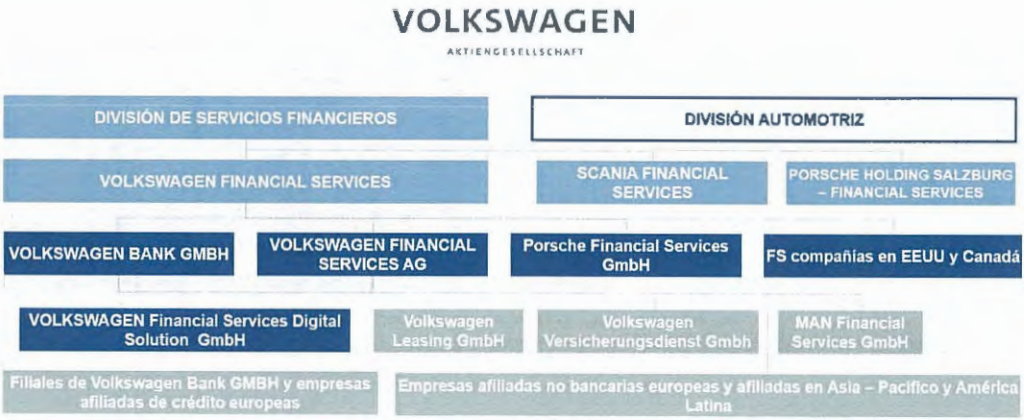 VOLKSWAGEN
AKTIENGESELLSCHAFT
DIVISIÓN DE SERVICIOS FINANCIEROS
DIVISIÓN AUTOMOTRIZ
VOLKSWAGEN FINANCIAL SERVICES
SCANIA FINANCIAL
SERVICES
PORSCHE HOLDING SALZBURG
– FINANCIAL SERVICES
VOLKSWAGEN BANK GMBH
VOLKSWAGEN FINANCIAL
SERVICES AG
Porsche Financial Services
GmbH
FS compañías en EEUU y Canadá
VOLKSWAGEN Financial Services Digital
Solution GmbH
Volkswagen
Leasing GmbH
Volkswagen
Versicherungsdienst Gmbh
MAN Financial
Services GmbH
Filiales de Volkswagen Bank GMBH y empresas
afiliadas de crédito europeas
Empresas afiliadas no bancarias europeas y afiliadas en Asia – Pacifico y América
Latina